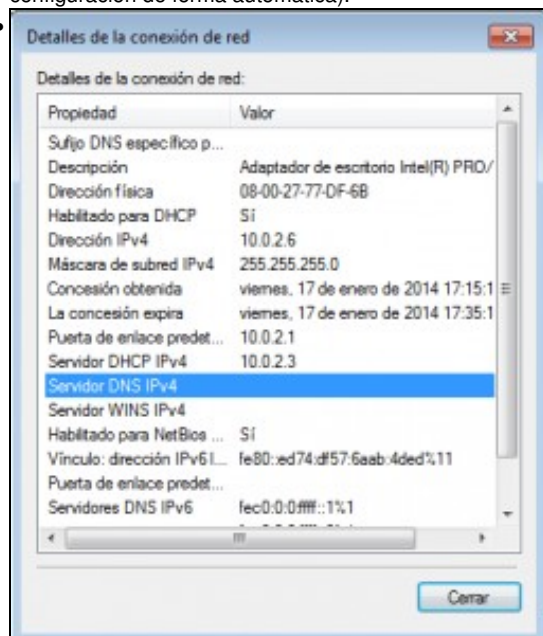 configuración de forma automática).
Detalles de la conexión de red
Detalles de la conexión de red:
Propiedad Valor
Sufijo DNS específico p...
Descripción Adaptador de escritorio Intel(R) PRO/
Dirección física 08-00-27-77-DF-6B
Habilitado para DHCP Sí
Dirección IPv4 10.0.2.6
Máscara de subred IPv4 255.255.255.0
Concesión obtenida viernes, 17 de enero de 2014 17:15:1
La concesión expira viernes, 17 de enero de 2014 17:35:1
Puerta de enlace predet... 10.0.2.1
Servidor DHCP IPv4 10.0.2.3
Servidor DNS IPv4
Servidor WINS IPv4
Habilitado para NetBios ... Sí
Vínculo: dirección IPv6 l... fe80::ed74:df57:6aab:4ded%11
Puerta de enlace predet...
Servidores DNS IPv6 fec0:0:0:ffff::1%1
Cerrar